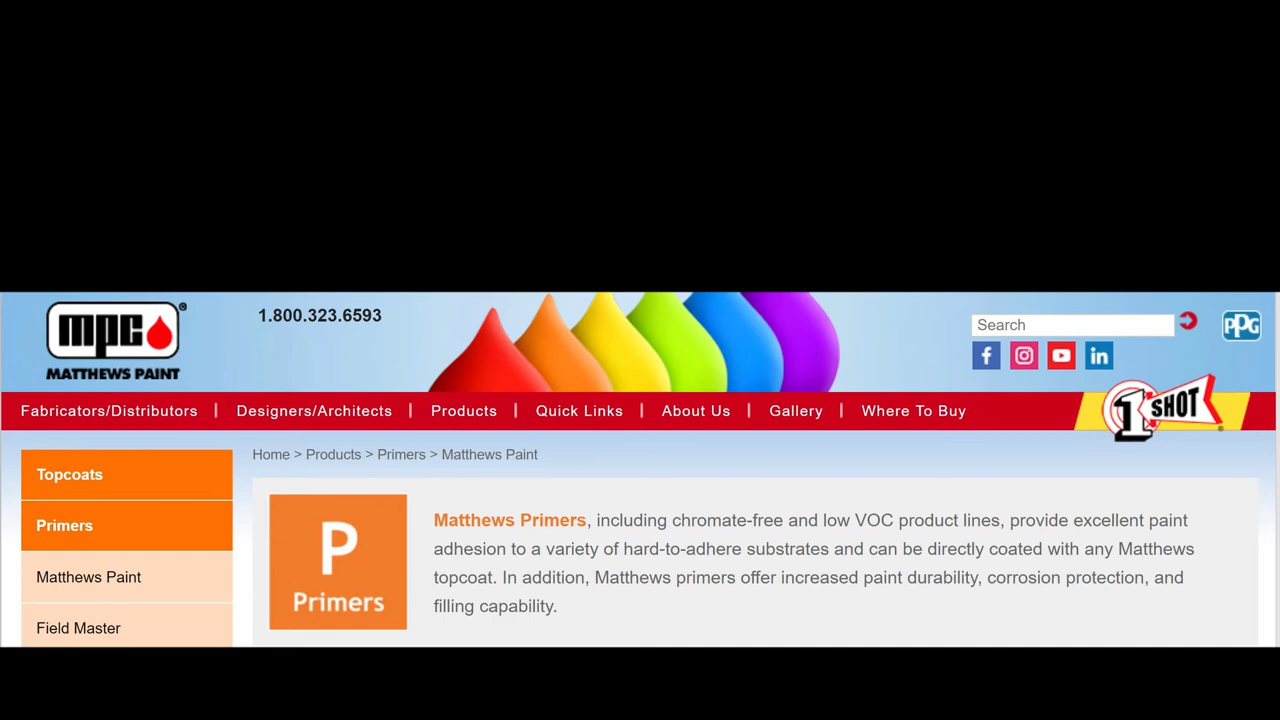 mpc®
MATTHEWS PAINT
1.800.323.6593
Search
PPG
Fabricators/Distributors | Designers/Architects | Products | Quick Links | About Us | Gallery | Where To Buy
1 SHOT®
Topcoats
Primers
Matthews Paint
Field Master
Home > Products > Primers > Matthews Paint
P
Primers
Matthews Primers, including chromate-free and low VOC product lines, provide excellent paint
adhesion to a variety of hard-to-adhere substrates and can be directly coated with any Matthews
topcoat. In addition, Matthews primers offer increased paint durability, corrosion protection, and
filling capability.